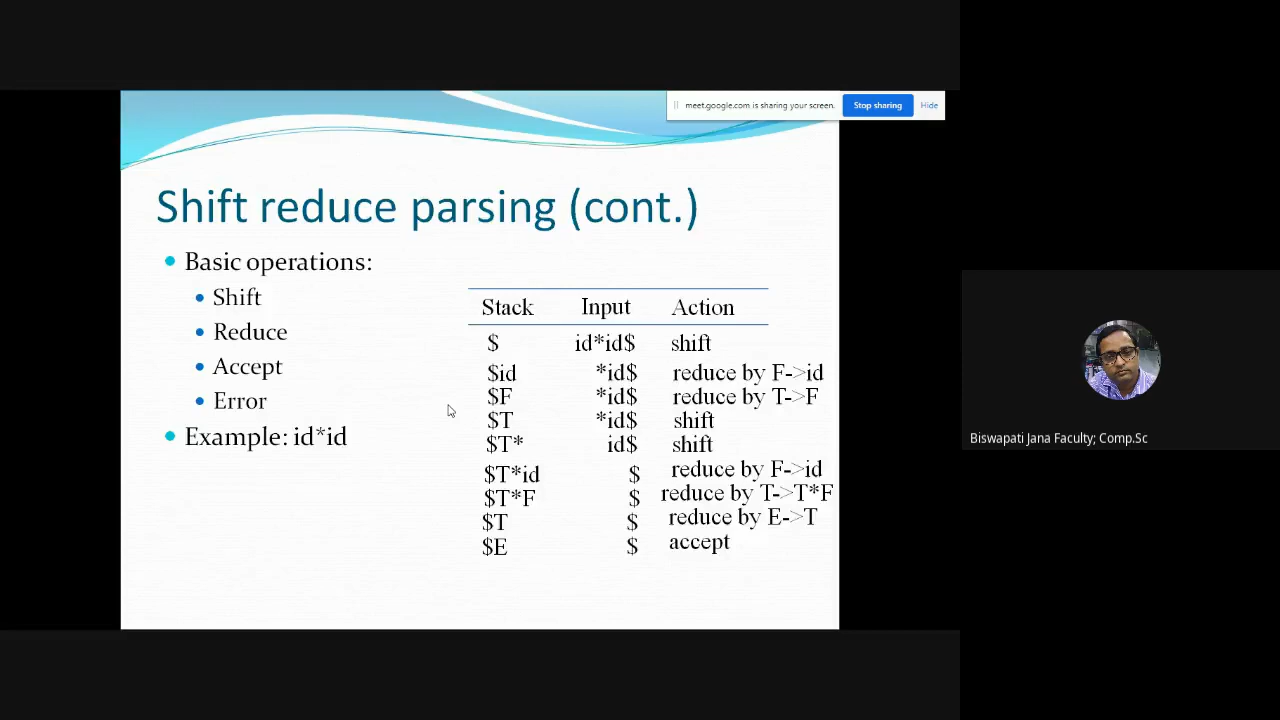 meet.google.com is sharing your screen. Stop sharing Hide
Shift reduce parsing (cont.)
Basic operations:
Shift
Reduce
Accept
Error
Example: id*id
Stack Input Action
$ id*id$ shift
$id *id$ reduce by F->id
$F *id$ reduce by T->F
$T *id$ shift
$T* id$ shift
$T*id $ reduce by F->id
$T*F $ reduce by T->T*F
$T $ reduce by E->T
$E $ accept
Biswapati Jana Faculty; Comp.Sc